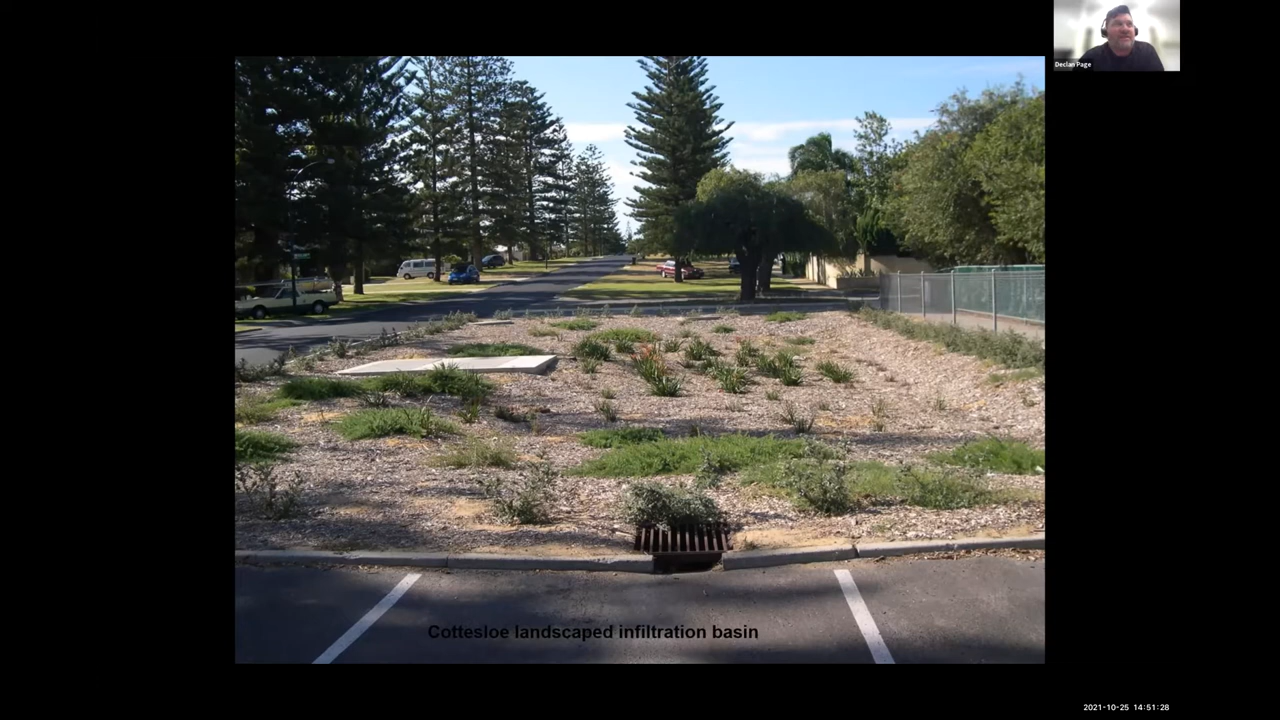 Declan Page
Cottesloe landscaped infiltration basin
2021-10-25 14:51:28